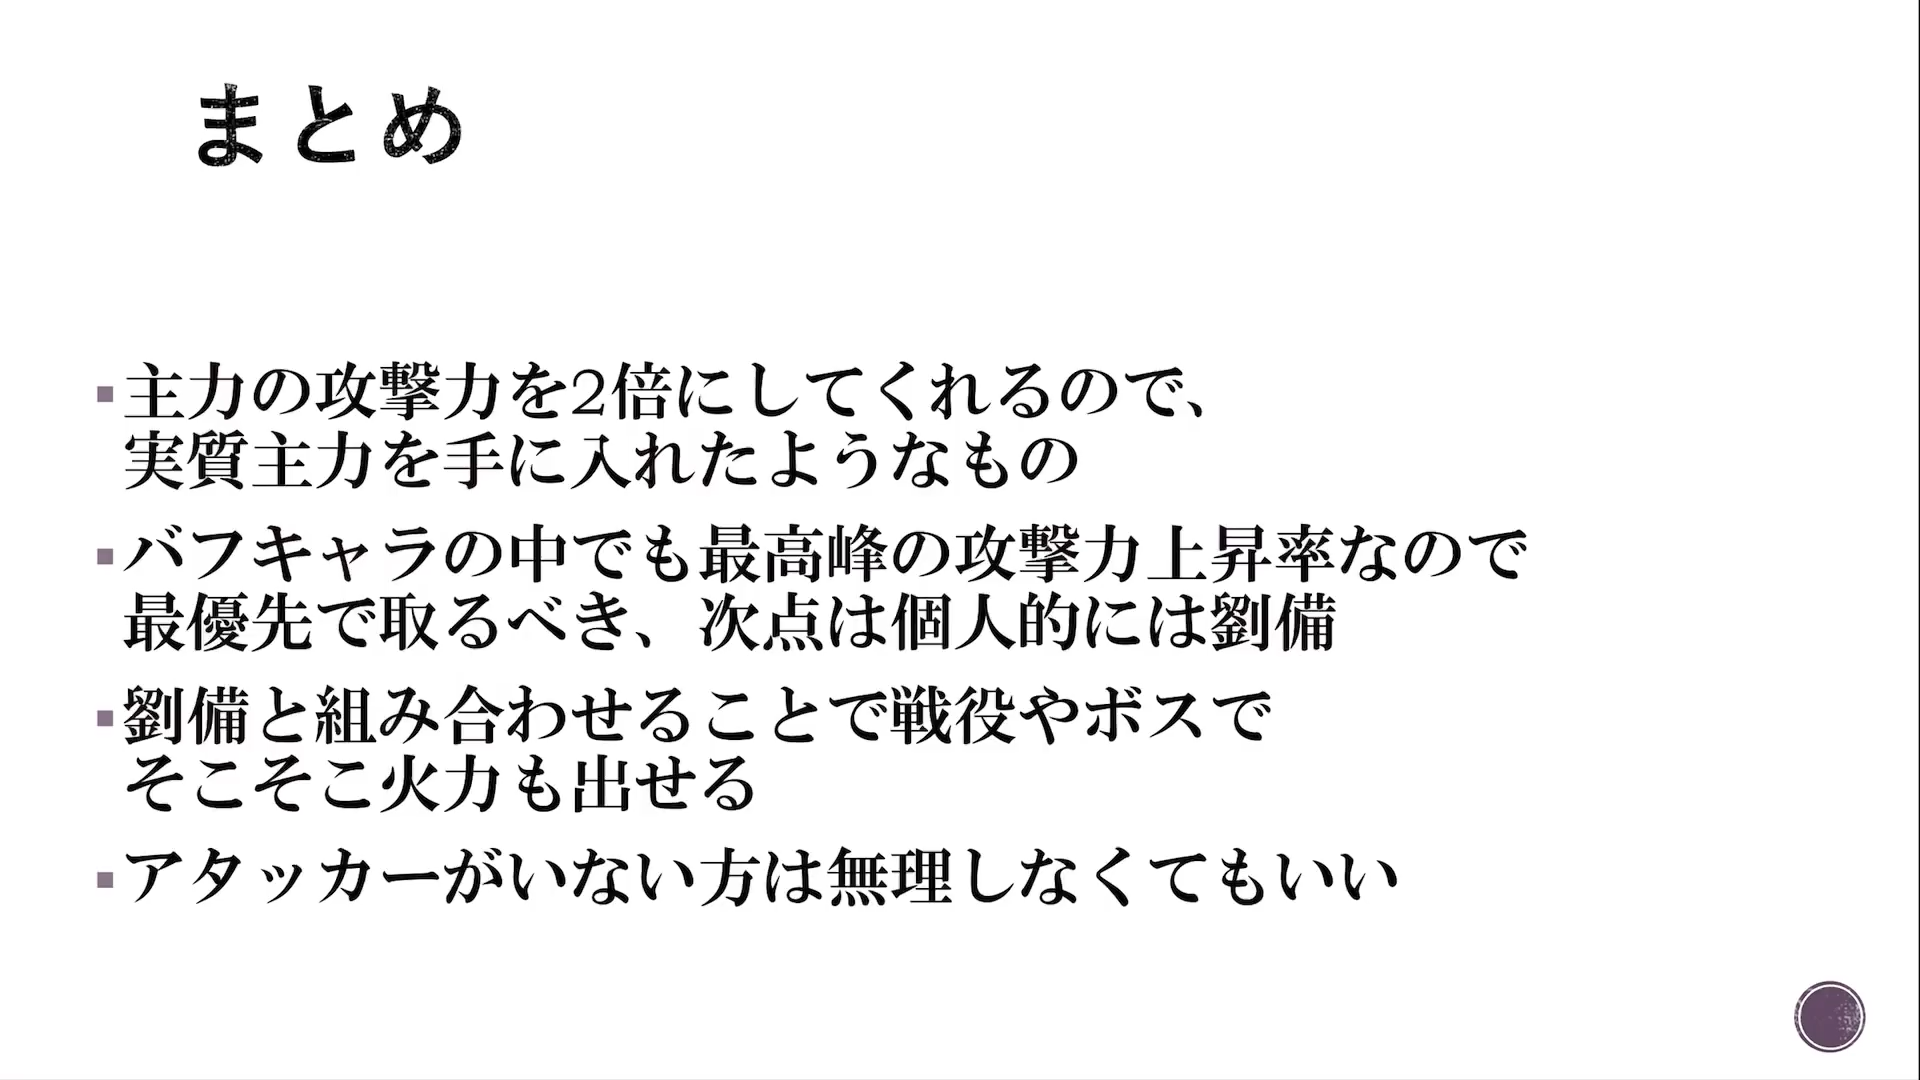 まとめ
主力の攻撃力を2倍にしてくれるので、
実質主力を手に入れたようなもの
バフキャラの中でも最高峰の攻撃力上昇率なので
最優先で取るべき、次点は個人的には劉備
劉備と組み合わせることで戦役やボスで
そこそこ火力も出せる
アタッカーがいない方は無理しなくてもいい